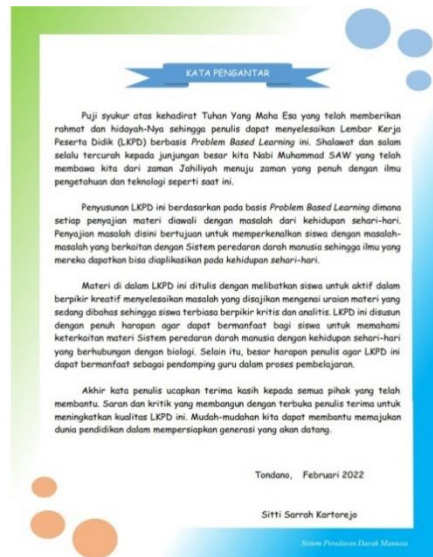 KATA PENGANTAR
Puji syukur atas kehadirat Tuhan Yang Maha Esa yang telah memberikan
rahmat dan hidayah-Nya sehingga penulis dapat menyelesaikan Lembar Kerja
Peserta Didik (LKPD) berbasis Problem Based Learning ini. Shalawat dan salam
selalu tercurah kepada junjungan besar kita Nabi Muhammad SAW yang telah
membawa kita dari zaman Jahiliyah menuju zaman yang penuh dengan ilmu
pengetahuan dan teknologi seperti saat ini.
Penyusunan LKPD ini berdasarkan pada basis Problem Based Learning dimana
setiap penyajian materi diawali dengan masalah dari kehidupan sehari-hari.
Penyajian masalah disini bertujuan untuk memperkenalkan siswa dengan masalah-
masalah yang berkaitan dengan Sistem peredaran darah manusia sehingga ilmu yang
mereka dapatkan bisa diaplikasikan pada kehidupan sehari-hari.
Materi di dalam LKPD ini ditulis dengan melibatkan siswa untuk aktif dalam
berpikir kreatif menyelesaikan masalah yang disajikan mengenai uraian materi yang
sedang dibahas sehingga siswa terbiasa berpikir kritis dan analitis. LKPD ini disusun
dengan penuh harapan agar dapat bermanfaat bagi siswa untuk memahami
keterkaitan materi Sistem peredaran darah manusia dengan kehidupan sehari-hari
yang berhubungan dengan biologi. Selain itu, besar harapan penulis agar LKPD ini
dapat bermanfaat sebagai pendamping guru dalam proses pembelajaran.
Akhir kata penulis ucapkan terima kasih kepada semua pihak yang telah
membantu. Saran dan kritik yang membangun dengan terbuka penulis terima untuk
meningkatkan kualitas LKPD ini. Mudah-mudahan kita dapat membantu memajukan
dunia pendidikan dalam mempersiapkan generasi yang akan datang.
Tondano, Februari 2022
Sitti Sarrah Kartorejo
Sistem Peredaran Darah Manusia